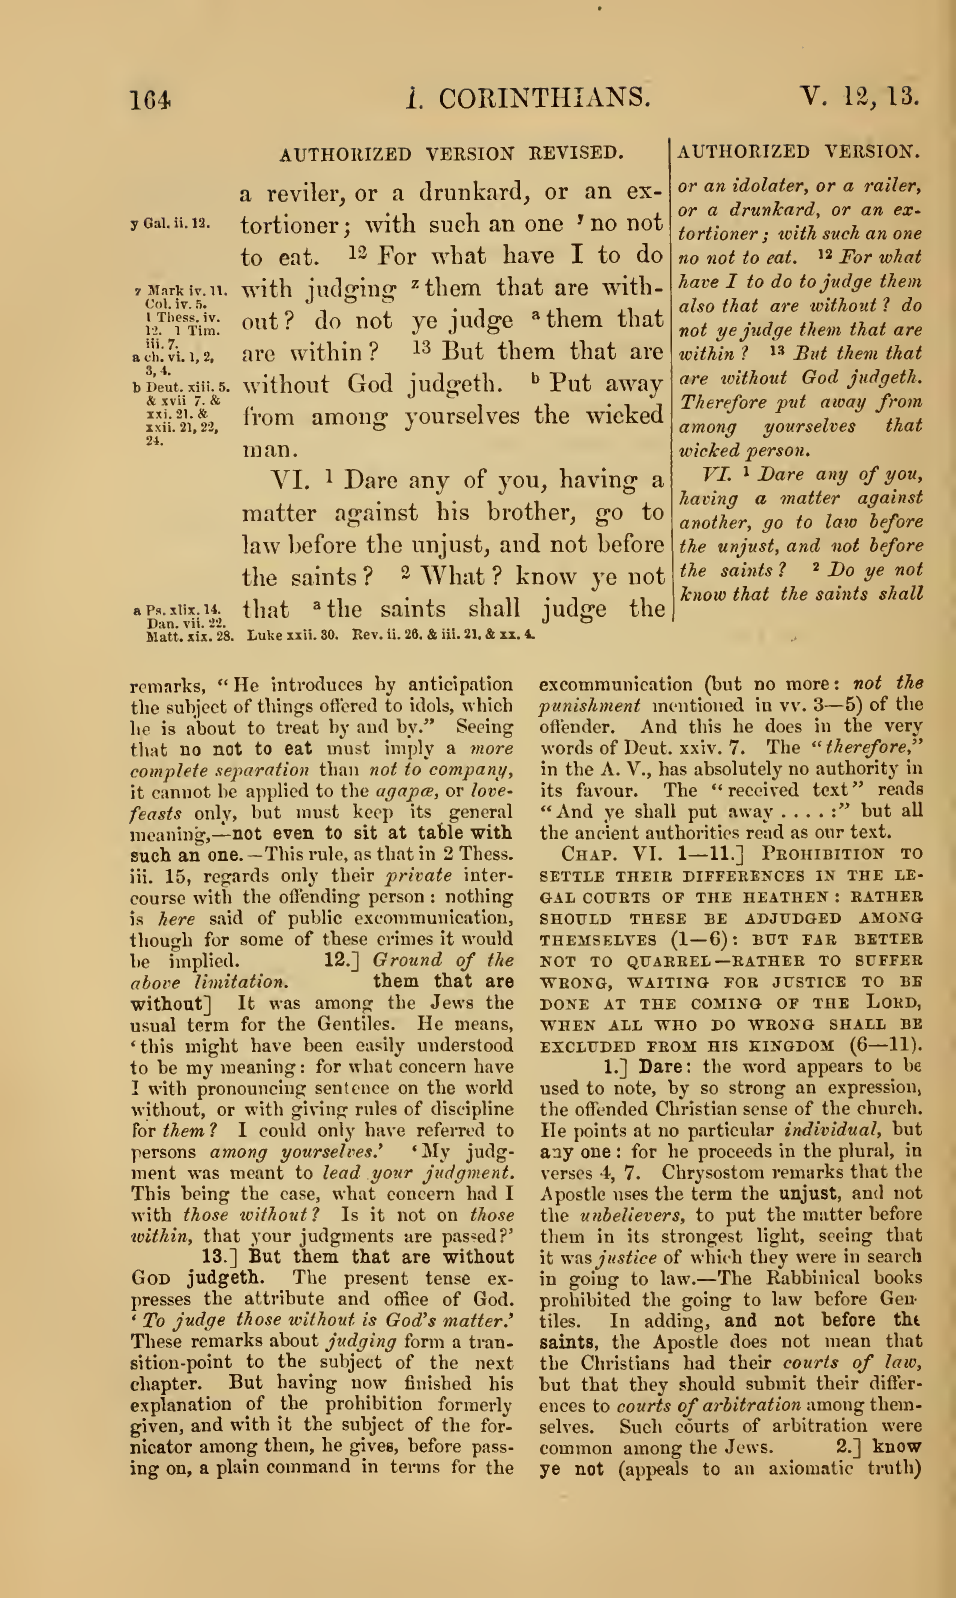 164
I. CORINTHIANS.
V. 12, 13.
AUTHORIZED VERSION REVISED.
a reviler, or a drunkard, or an ex-
tortioner; with such an one y no not
to eat. 12 For what have I to do
with judging z them that are with-
out? do not ye judge a them that
are within? 13 But them that are
without God judgeth. b Put away
from among yourselves the wicked
man.
VI. 1 Dare any of you, having a
matter against his brother, go to
law before the unjust, and not before
the saints? 2 What? know ye not
that a the saints shall judge the
y Gal. ii. 12.
z Mark iv. 11.
Col. iv. 5.
1 Thess. iv.
12. 1 Tim.
iii. 7.
a ch. vi. 1, 2,
3, 4.
b Deut. xiii. 5.
& xvii 7. &
xxi. 21. &
xxii. 21, 22,
24.
a Ps. xlix. 14.
Dan. vii. 22.
Matt. xix. 28. Luke xxii. 30. Rev. ii. 26. & iii. 21, & xx. 4.
AUTHORIZED VERSION.
or an idolater, or a railer,
or a drunkard, or an ex-
tortioner; with such an one
no not to eat. 12 For what
have I to do to judge them
also that are without? do
not ye judge them that are
within? 13 But them that
are without God judgeth.
Therefore put away from
among yourselves that
wicked person.
VI. 1 Dare any of you,
having a matter against
another, go to law before
the unjust, and not before
the saints? 2 Do ye not
know that the saints shall
remarks, “He introduces by anticipation
the subject of things offered to idols, which
he is about to treat by and by.” Seeing
that no not to eat must imply a more
complete separation than not to company,
it cannot be applied to the agapæ, or love-
feasts only, but must keep its general
meaning,—not even to sit at table with
such an one.—This rule, as that in 2 Thess.
iii. 15, regards only their private inter-
course with the offending person: nothing
is here said of public excommunication,
though for some of these crimes it would
be implied. 12.] Ground of the
above limitation. them that are
without] It was among the Jews the
usual term for the Gentiles. He means,
‘this might have been easily understood
to be my meaning: for what concern have
I with pronouncing sentence on the world
without, or with giving rules of discipline
for them? I could only have referred to
persons among yourselves.’ ‘My judg-
ment was meant to lead your judgment.
This being the case, what concern had I
with those without? Is it not on those
within, that your judgments are passed?’
13.] But them that are without
GOD judgeth. The present tense ex-
presses the attribute and office of God.
‘To judge those without is God's matter.’
These remarks about judging form a tran-
sition-point to the subject of the next
chapter. But having now finished his
explanation of the prohibition formerly
given, and with it the subject of the for-
nicator among them, he gives, before pass-
ing on, a plain command in terms for the
excommunication (but no more: not the
punishment mentioned in vv. 3—5) of the
offender. And this he does in the very
words of Deut. xxiv. 7. The “therefore,”
in the A. V., has absolutely no authority in
its favour. The “received text” reads
“And ye shall put away . . . . :” but all
the ancient authorities read as our text.
CHAP. VI. 1—11.] PROHIBITION TO
SETTLE THEIR DIFFERENCES IN THE LE-
GAL COURTS OF THE HEATHEN: RATHER
SHOULD THESE BE ADJUDGED AMONG
THEMSELVES (1—6): BUT FAR BETTER
NOT TO QUARREL—RATHER TO SUFFER
WRONG, WAITING FOR JUSTICE TO BE
DONE AT THE COMING OF THE LORD,
WHEN ALL WHO DO WRONG SHALL BE
EXCLUDED FROM HIS KINGDOM (6—11).
1.] Dare: the word appears to be
used to note, by so strong an expression,
the offended Christian sense of the church.
He points at no particular individual, but
any one: for he proceeds in the plural, in
verses 4, 7. Chrysostom remarks that the
Apostle uses the term the unjust, and not
the unbelievers, to put the matter before
them in its strongest light, seeing that
it was justice of which they were in search
in going to law.—The Rabbinical books
prohibited the going to law before Gen-
tiles. In adding, and not before the
saints, the Apostle does not mean that
the Christians had their courts of law,
but that they should submit their differ-
ences to courts of arbitration among them-
selves. Such courts of arbitration were
common among the Jews. 2.] know
ye not (appeals to an axiomatic truth)